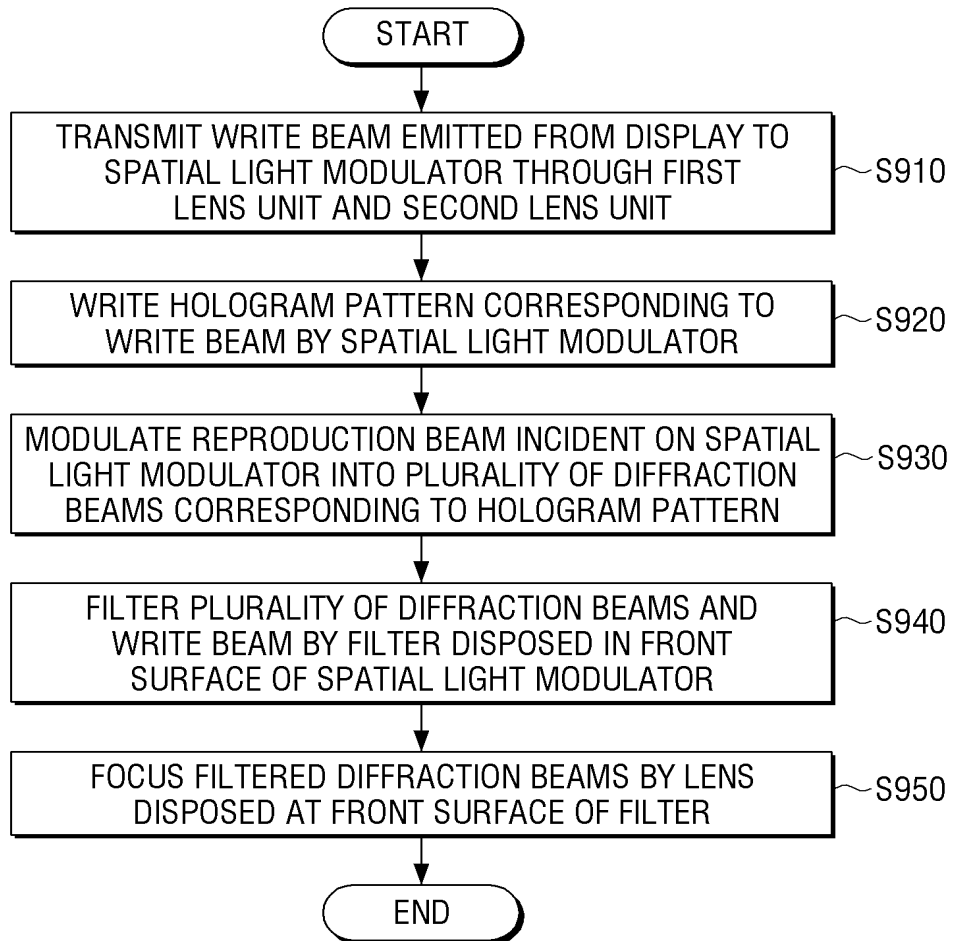 START
TRANSMIT WRITE BEAM EMITTED FROM DISPLAY TO
SPATIAL LIGHT MODULATOR THROUGH FIRST
LENS UNIT AND SECOND LENS UNIT
S910
WRITE HOLOGRAM PATTERN CORRESPONDING TO
WRITE BEAM BY SPATIAL LIGHT MODULATOR
S920
MODULATE REPRODUCTION BEAM INCIDENT ON SPATIAL
LIGHT MODULATOR INTO PLURALITY OF DIFFRACTION
BEAMS CORRESPONDING TO HOLOGRAM PATTERN
S930
FILTER PLURALITY OF DIFFRACTION BEAMS AND
WRITE BEAM BY FILTER DISPOSED IN FRONT
SURFACE OF SPATIAL LIGHT MODULATOR
S940
FOCUS FILTERED DIFFRACTION BEAMS BY LENS
DISPOSED AT FRONT SURFACE OF FILTER
S950
END